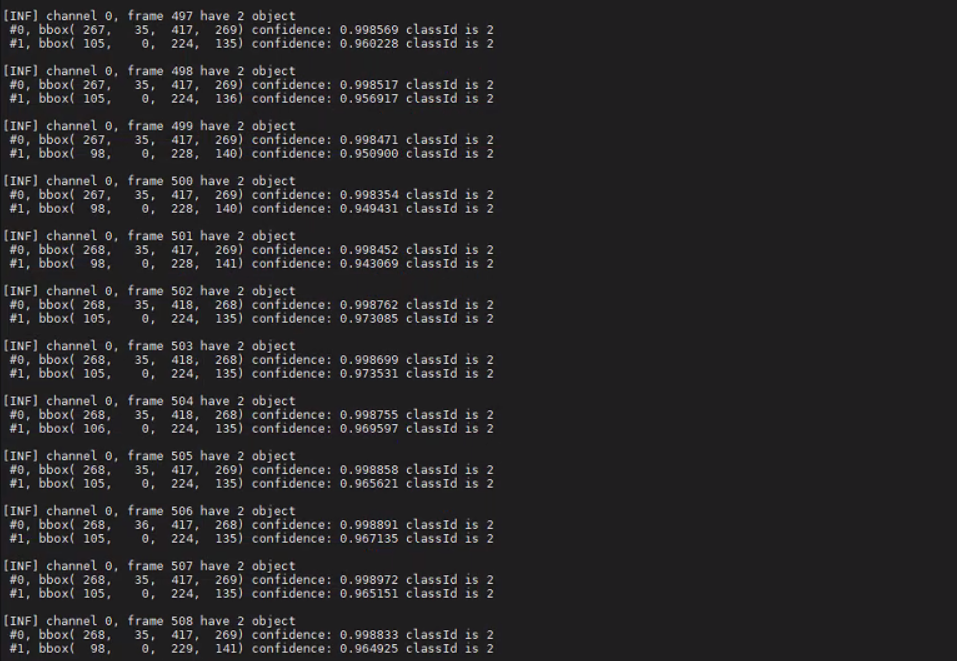 [INF] channel 0, frame 497 have 2 object
#0, bbox( 267, 35, 417, 269) confidence: 0.998569 classId is 2
#1, bbox( 105, 0, 224, 135) confidence: 0.960228 classId is 2
[INF] channel 0, frame 498 have 2 object
#0, bbox( 267, 35, 417, 269) confidence: 0.998517 classId is 2
#1, bbox( 105, 0, 224, 136) confidence: 0.956917 classId is 2
[INF] channel 0, frame 499 have 2 object
#0, bbox( 267, 35, 417, 269) confidence: 0.998471 classId is 2
#1, bbox( 98, 0, 228, 140) confidence: 0.950900 classId is 2
[INF] channel 0, frame 500 have 2 object
#0, bbox( 267, 35, 417, 269) confidence: 0.998354 classId is 2
#1, bbox( 98, 0, 228, 140) confidence: 0.949431 classId is 2
[INF] channel 0, frame 501 have 2 object
#0, bbox( 268, 35, 417, 269) confidence: 0.998452 classId is 2
#1, bbox( 98, 0, 228, 141) confidence: 0.943069 classId is 2
[INF] channel 0, frame 502 have 2 object
#0, bbox( 268, 35, 418, 268) confidence: 0.998762 classId is 2
#1, bbox( 105, 0, 224, 135) confidence: 0.973085 classId is 2
[INF] channel 0, frame 503 have 2 object
#0, bbox( 268, 35, 418, 268) confidence: 0.998699 classId is 2
#1, bbox( 105, 0, 224, 135) confidence: 0.973531 classId is 2
[INF] channel 0, frame 504 have 2 object
#0, bbox( 268, 35, 418, 268) confidence: 0.998755 classId is 2
#1, bbox( 106, 0, 224, 135) confidence: 0.969597 classId is 2
[INF] channel 0, frame 505 have 2 object
#0, bbox( 268, 35, 417, 269) confidence: 0.998858 classId is 2
#1, bbox( 105, 0, 224, 135) confidence: 0.965621 classId is 2
[INF] channel 0, frame 506 have 2 object
#0, bbox( 268, 36, 417, 268) confidence: 0.998891 classId is 2
#1, bbox( 105, 0, 224, 135) confidence: 0.967135 classId is 2
[INF] channel 0, frame 507 have 2 object
#0, bbox( 268, 35, 417, 269) confidence: 0.998972 classId is 2
#1, bbox( 105, 0, 224, 135) confidence: 0.965151 classId is 2
[INF] channel 0, frame 508 have 2 object
#0, bbox( 268, 35, 417, 269) confidence: 0.998833 classId is 2
#1, bbox( 98, 0, 229, 141) confidence: 0.964925 classId is 2